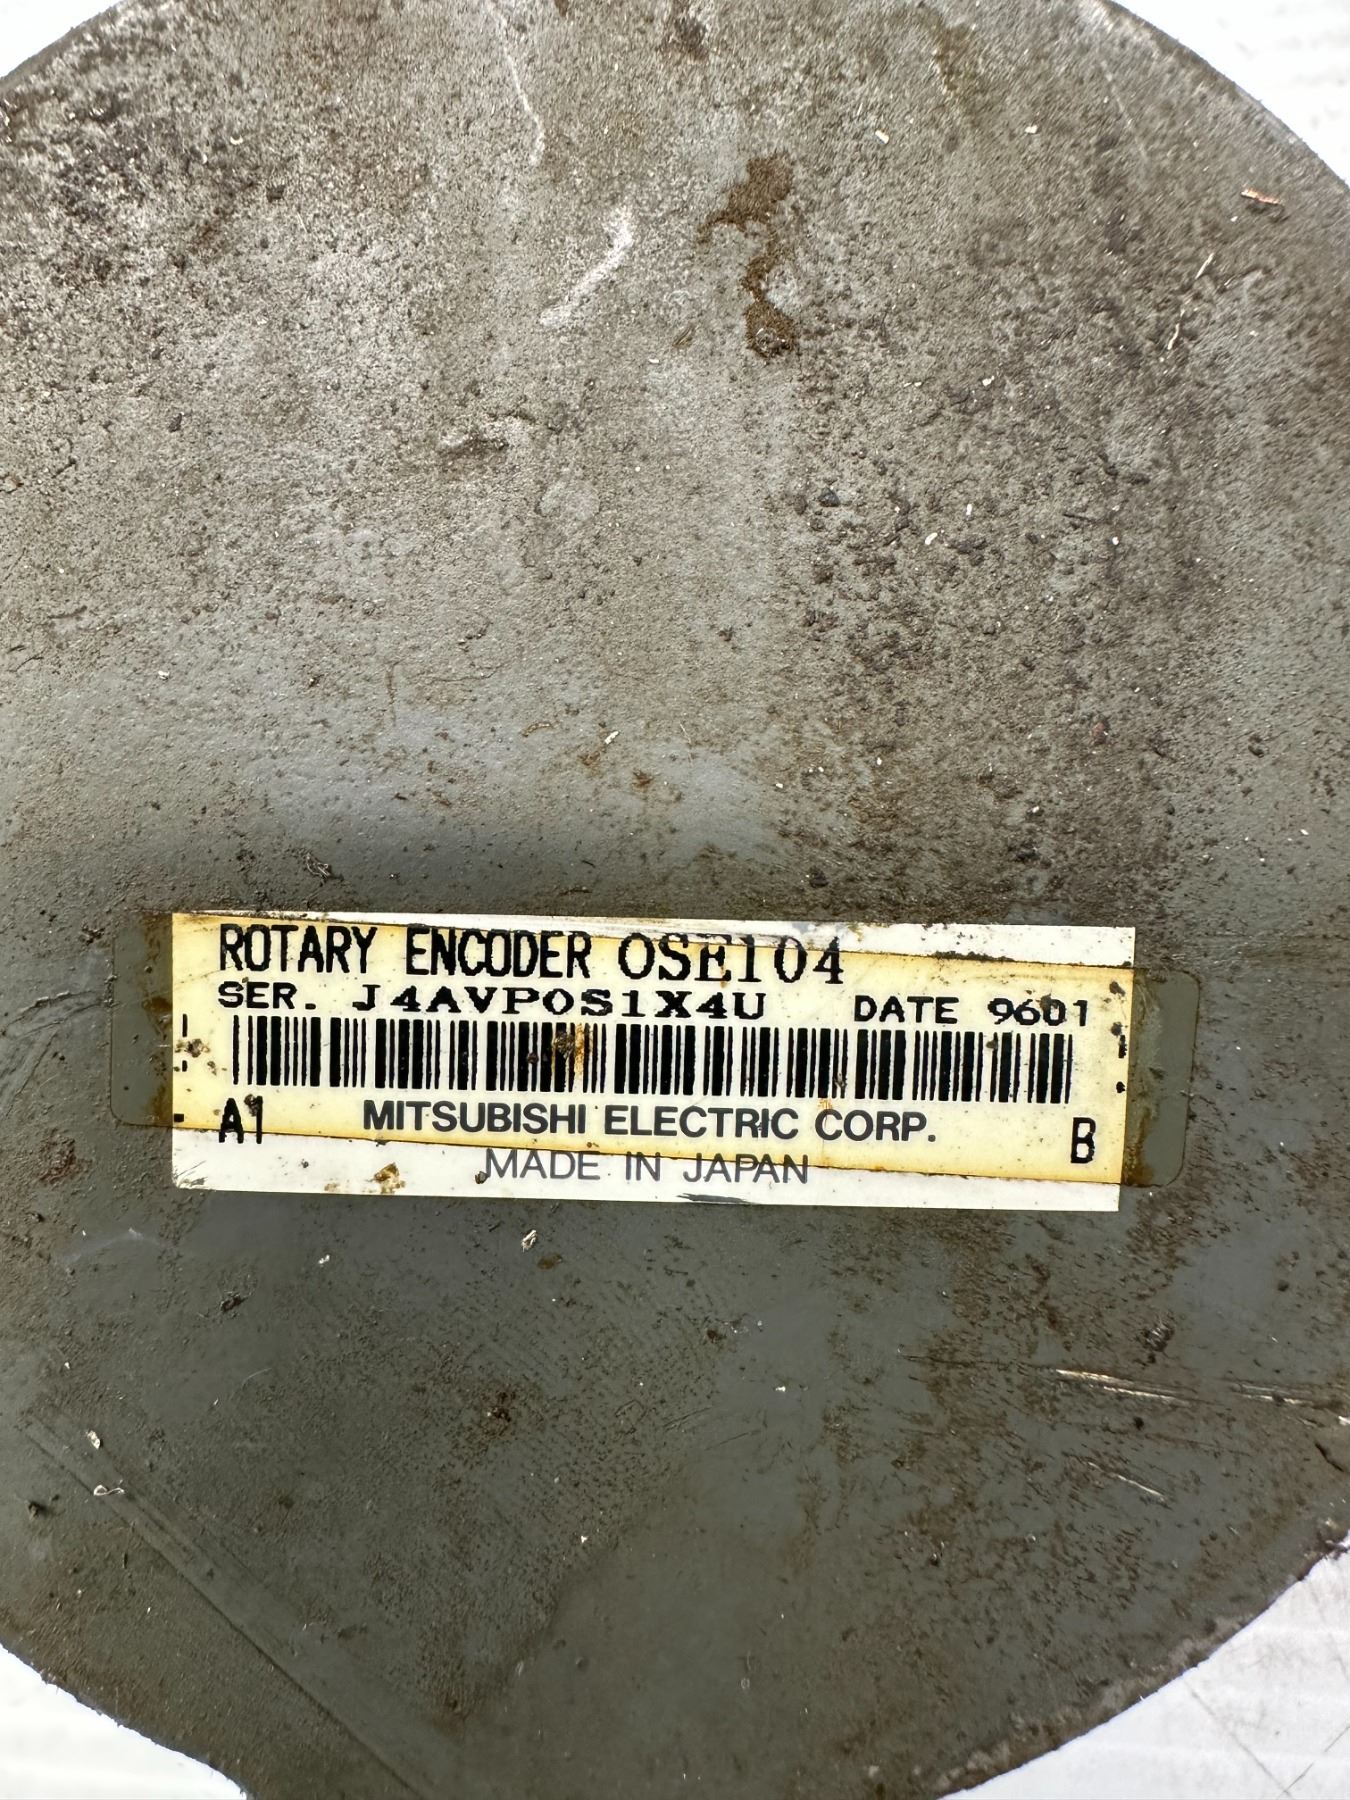 ROTARY ENCODER OSE104
SER. J4AVP0S1X4U DATE 9601
A1 MITSUBISHI ELECTRIC CORP. B
MADE IN JAPAN